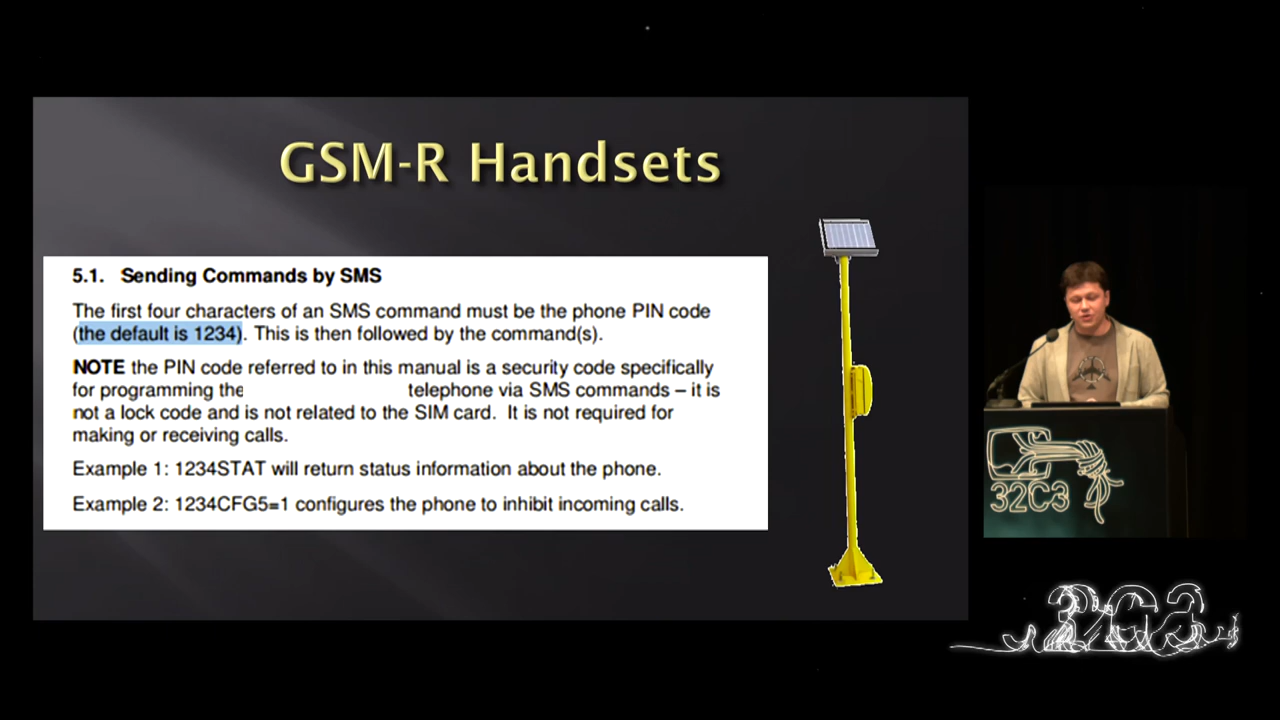 GSM-R Handsets
5.1. Sending Commands by SMS
The first four characters of an SMS command must be the phone PIN code
(the default is 1234). This is then followed by the command(s).
NOTE the PIN code referred to in this manual is a security code specifically
for programming the telephone via SMS commands – it is
not a lock code and is not related to the SIM card. It is not required for
making or receiving calls.
Example 1: 1234STAT will return status information about the phone.
Example 2: 1234CFG5=1 configures the phone to inhibit incoming calls.
32C3
32C3